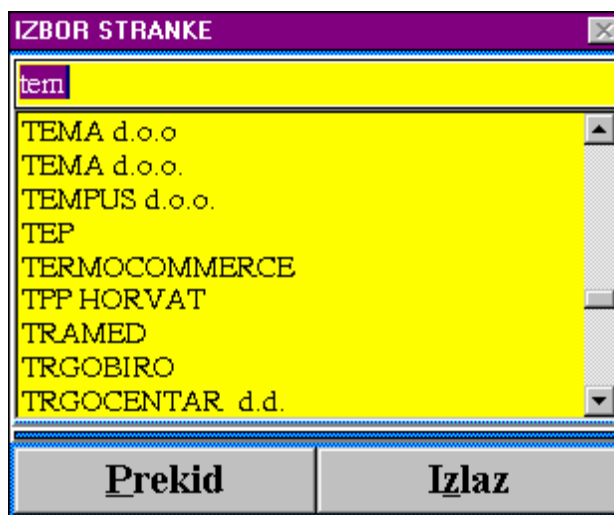 IZBOR STRANKE
tem
TEMA d.o.o
TEMA d.o.o.
TEMPUS d.o.o.
TEP
TERMOCOMMERCE
TPP HORVAT
TRAMED
TRGOBIRO
TRGOCENTAR d.d.
Prekid Izlaz